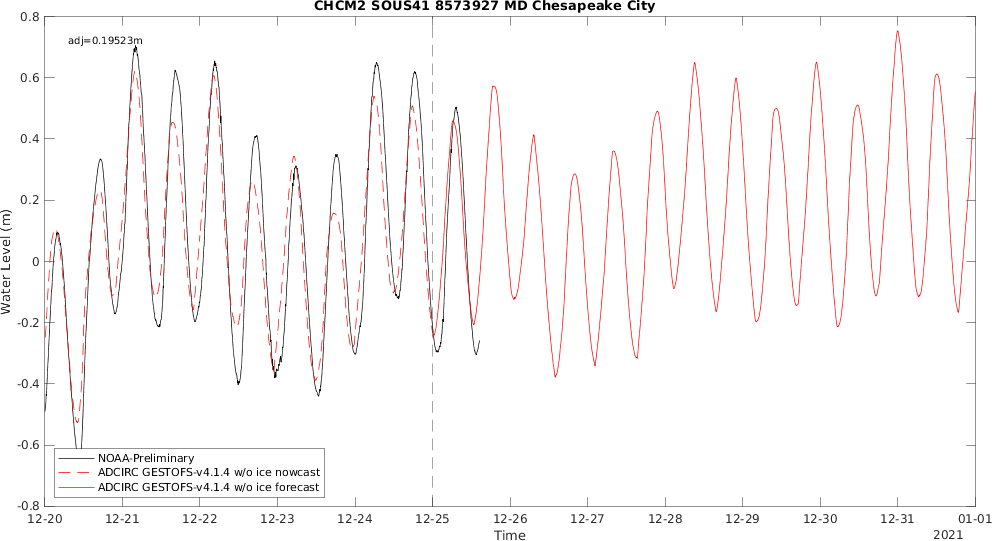 CHCM2 SOUS41 8573927 MD Chesapeake City
adj=0.19523m
0.8
0.6
0.4
0.2
0
-0.2
-0.4
-0.6
-0.8
Water Level (m)
NOAA-Preliminary
ADCIRC GESTOFS-v4.1.4 w/o ice nowcast
ADCIRC GESTOFS-v4.1.4 w/o ice forecast
12-20 12-21 12-22 12-23 12-24 12-25 12-26 12-27 12-28 12-29 12-30 12-31 01-01
Time
2021